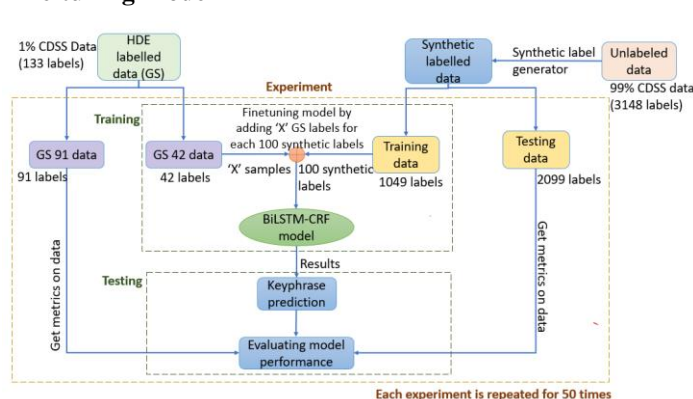 1% CDSS Data
(133 labels)
HDE
labelled
data (GS)
Synthetic
labelled
data
Synthetic label
generator
Unlabeled
data
99% CDSS data
(3148 labels)
Experiment
Training
Finetuning model by
adding ‘X’ GS labels for
each 100 synthetic labels
GS 91 data
91 labels
GS 42 data
42 labels
‘X’ samples
100 synthetic
labels
Training
data
1049 labels
Testing
data
2099 labels
BiLSTM-CRF
model
Results
Testing
Keyphrase
prediction
Get metrics on data
Get metrics on data
Evaluating model
performance
Each experiment is repeated for 50 times